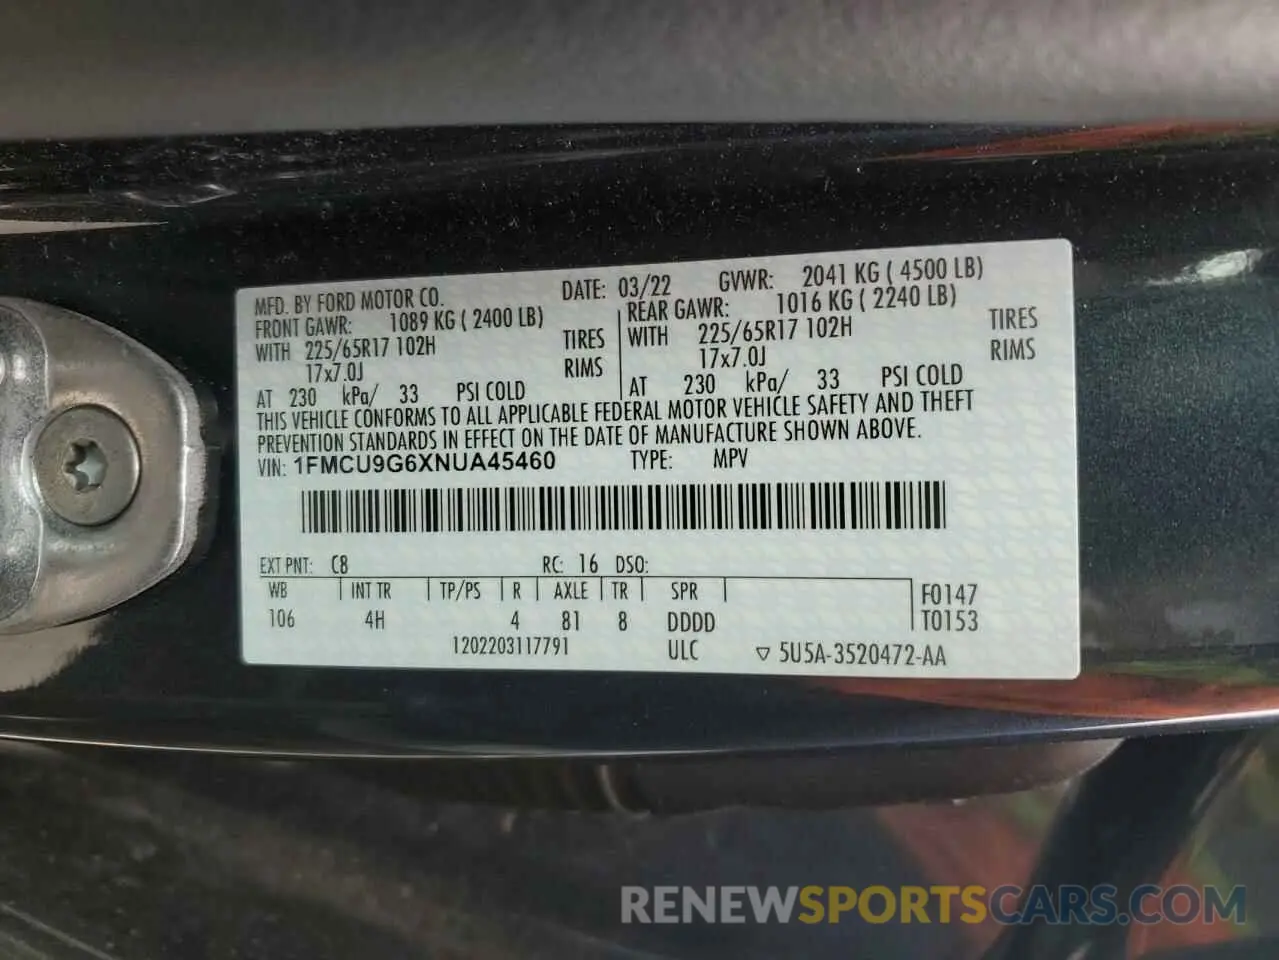 MFD. BY FORD MOTOR CO. DATE: 03/22 GVWR: 2041 KG ( 4500 LB)
FRONT GAWR: 1089 KG ( 2400 LB) REAR GAWR: 1016 KG ( 2240 LB)
WITH 225/65R17 102H TIRES WITH 225/65R17 102H TIRES
17x7.0J RIMS 17x7.0J RIMS
AT 230 kPa/ 33 PSI COLD AT 230 kPa/ 33 PSI COLD
THIS VEHICLE CONFORMS TO ALL APPLICABLE FEDERAL MOTOR VEHICLE SAFETY AND THEFT
PREVENTION STANDARDS IN EFFECT ON THE DATE OF MANUFACTURE SHOWN ABOVE.
VIN: 1FMCU9G6XNUA45460 TYPE: MPV
EXT PNT: C8 RC: 16 DSO:
WB INT TR TP/PS R AXLE TR SPR F0147
106 4H 4 81 8 DDDD T0153
1202203117791 ULC ▽ 5U5A-3520472-AA
RENEWSPORTSCARS.COM